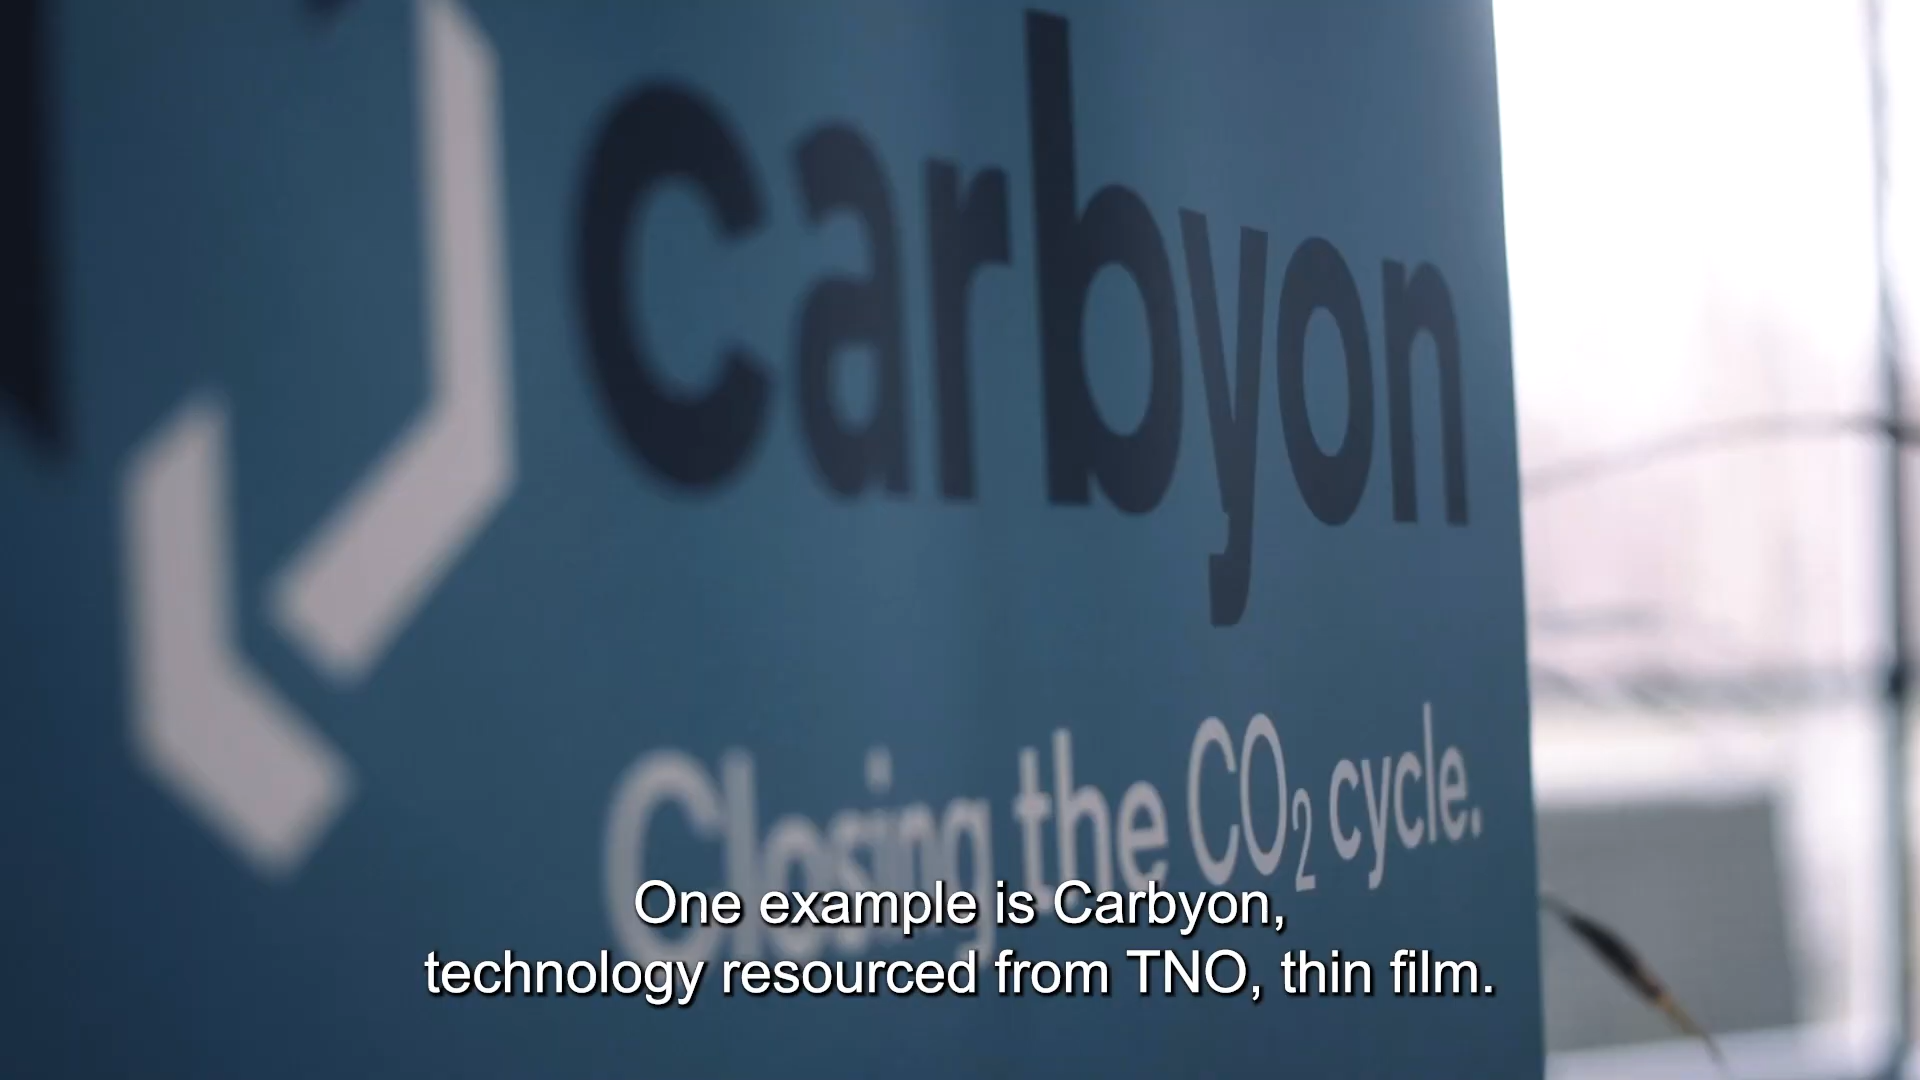 carbyon
Closing the CO₂ cycle.
One example is Carbyon,
technology resourced from TNO, thin film.